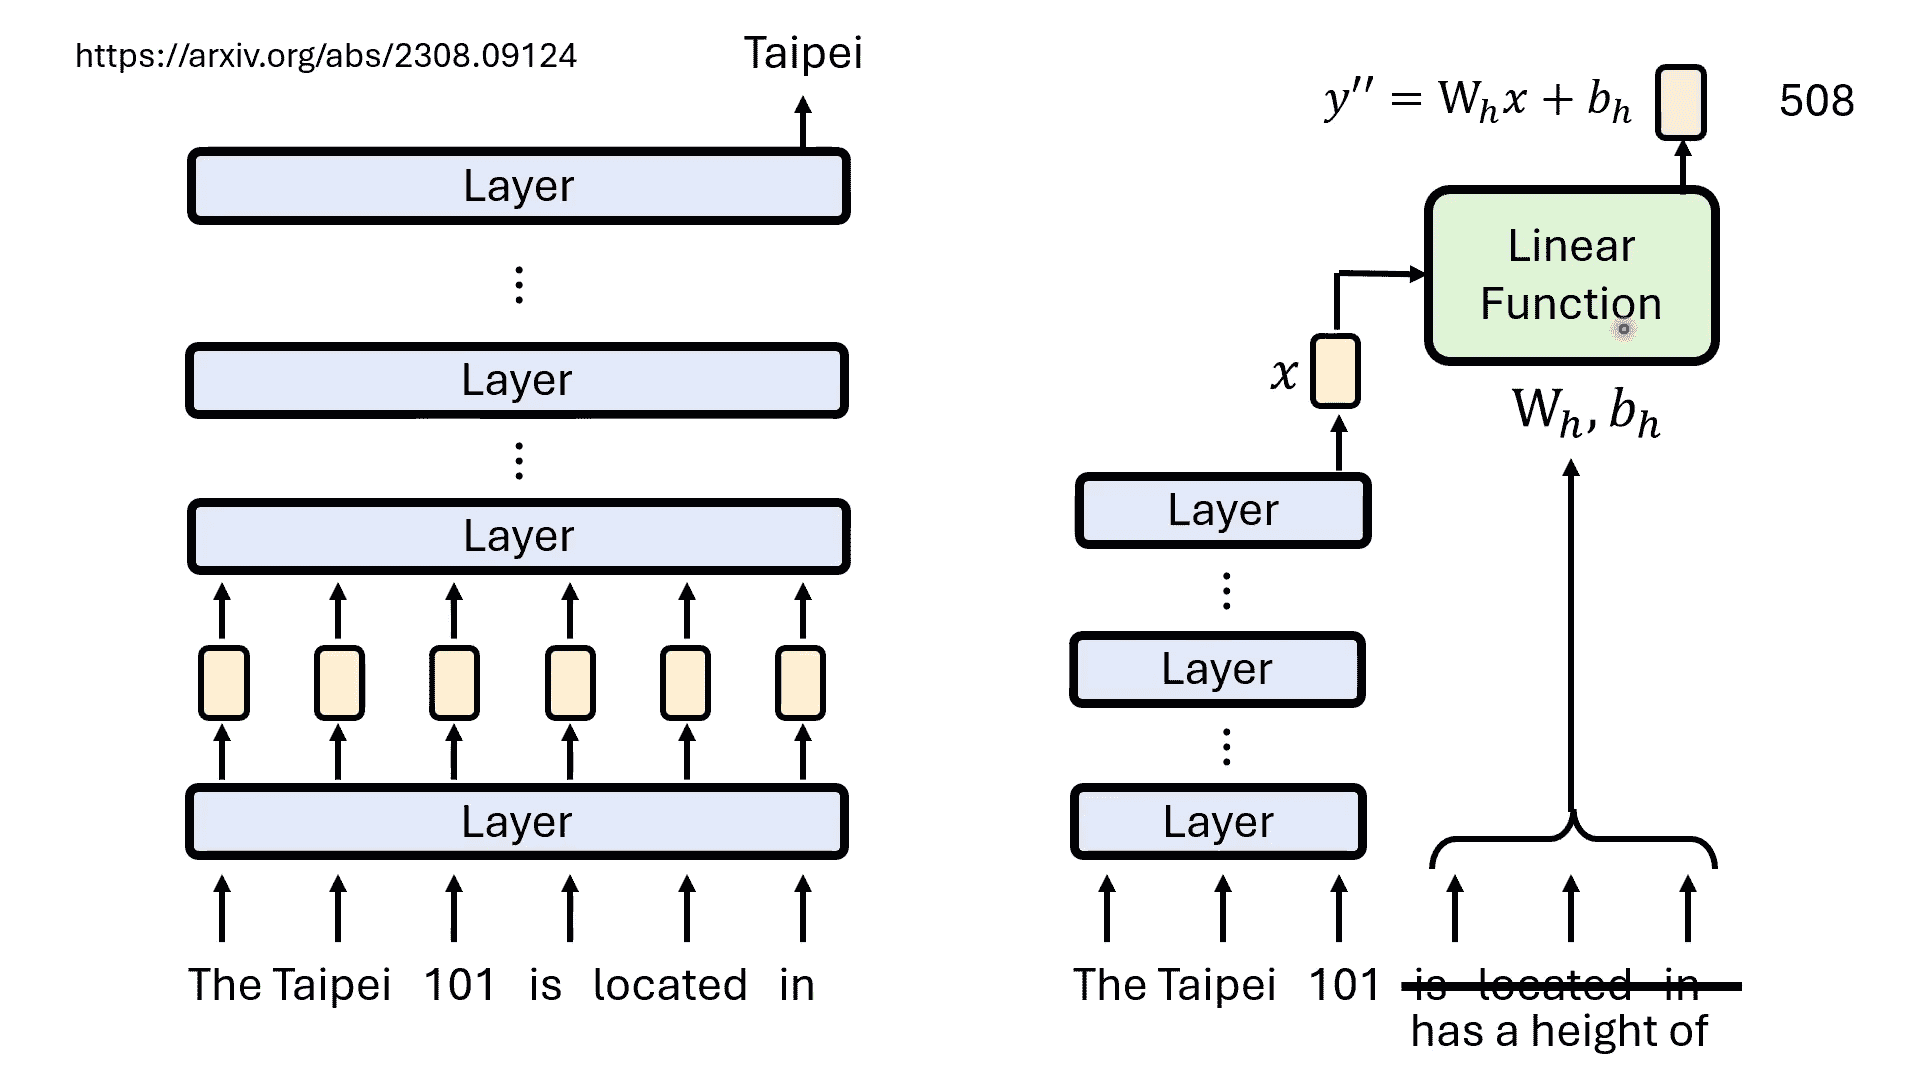 https://arxiv.org/abs/2308.09124
Taipei
Layer
Layer
Layer
Layer
The Taipei 101 is located in
y′′ = W_h x + b_h
508
Linear
Function
x
W_h, b_h
Layer
Layer
Layer
The Taipei 101 is located in
has a height of